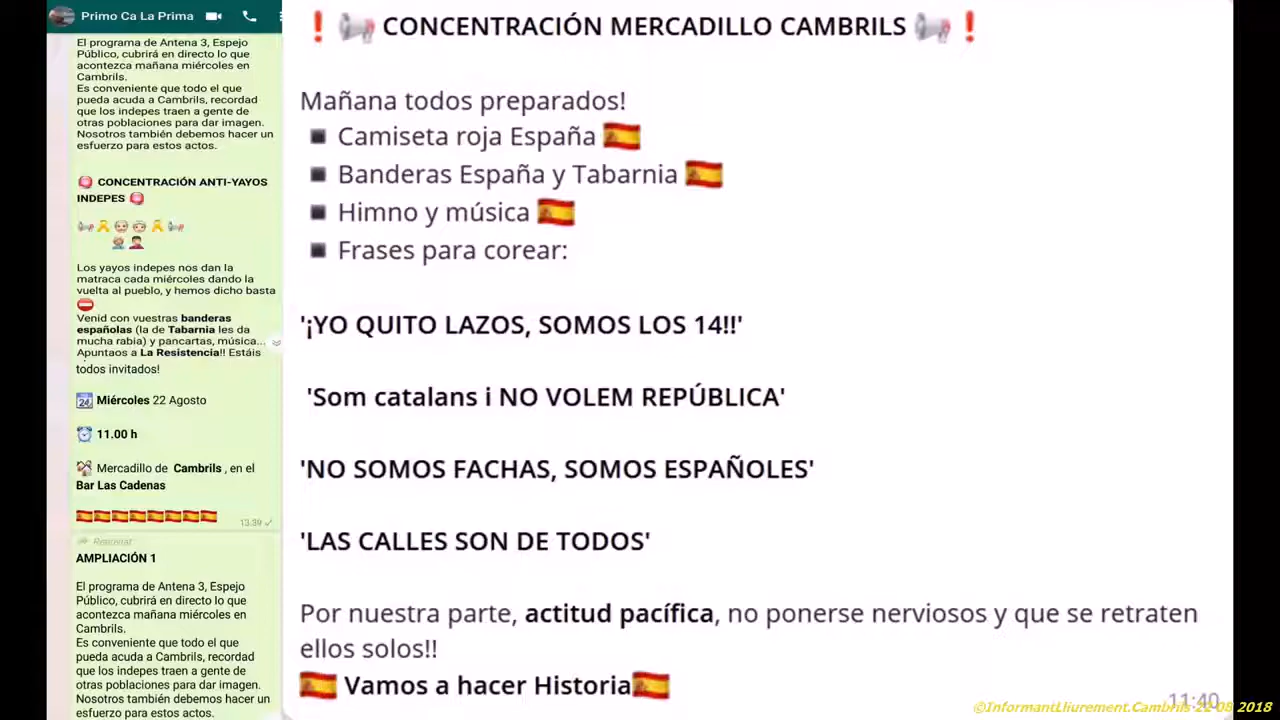 Primo Ca La Prima
El programa de Antena 3, Espejo
Público, cubrirá en directo lo que
acontezca mañana miércoles en
Cambrils.
Es conveniente que todo el que
pueda acuda a Cambrils, recordad
que los indepes traen a gente de
otras poblaciones para dar imagen.
Nosotros también debemos hacer un
esfuerzo para estos actos.
CONCENTRACIÓN ANTI-YAYOS
INDEPES
Los yayos indepes nos dan la
matraca cada miércoles dando la
vuelta al pueblo, y hemos dicho basta
Venid con vuestras banderas
españolas (la de Tabarnia les da
mucha rabia) y pancartas, música...
Apuntaos a La Resistencia!! Estáis
todos invitados!
Miércoles 22 Agosto
11.00 h
Mercadillo de Cambrils , en el
Bar Las Cadenas
13.39
Reenviar
AMPLIACIÓN 1
El programa de Antena 3, Espejo
Público, cubrirá en directo lo que
acontezca mañana miércoles en
Cambrils.
Es conveniente que todo el que
pueda acuda a Cambrils, recordad
que los indepes traen a gente de
otras poblaciones para dar imagen.
Nosotros también debemos hacer un
esfuerzo para estos actos.
❗ CONCENTRACIÓN MERCADILLO CAMBRILS ❗
Mañana todos preparados!
◾ Camiseta roja España 🇪🇸
◾ Banderas España y Tabarnia 🇪🇸
◾ Himno y música 🇪🇸
◾ Frases para corear:
'¡YO QUITO LAZOS, SOMOS LOS 14!!'
'Som catalans i NO VOLEM REPÚBLICA'
'NO SOMOS FACHAS, SOMOS ESPAÑOLES'
'LAS CALLES SON DE TODOS'
Por nuestra parte, actitud pacífica, no ponerse nerviosos y que se retraten
ellos solos!!
🇪🇸 Vamos a hacer Historia🇪🇸
11:40
©InformantLliurement.Cambrils 22 08 2018